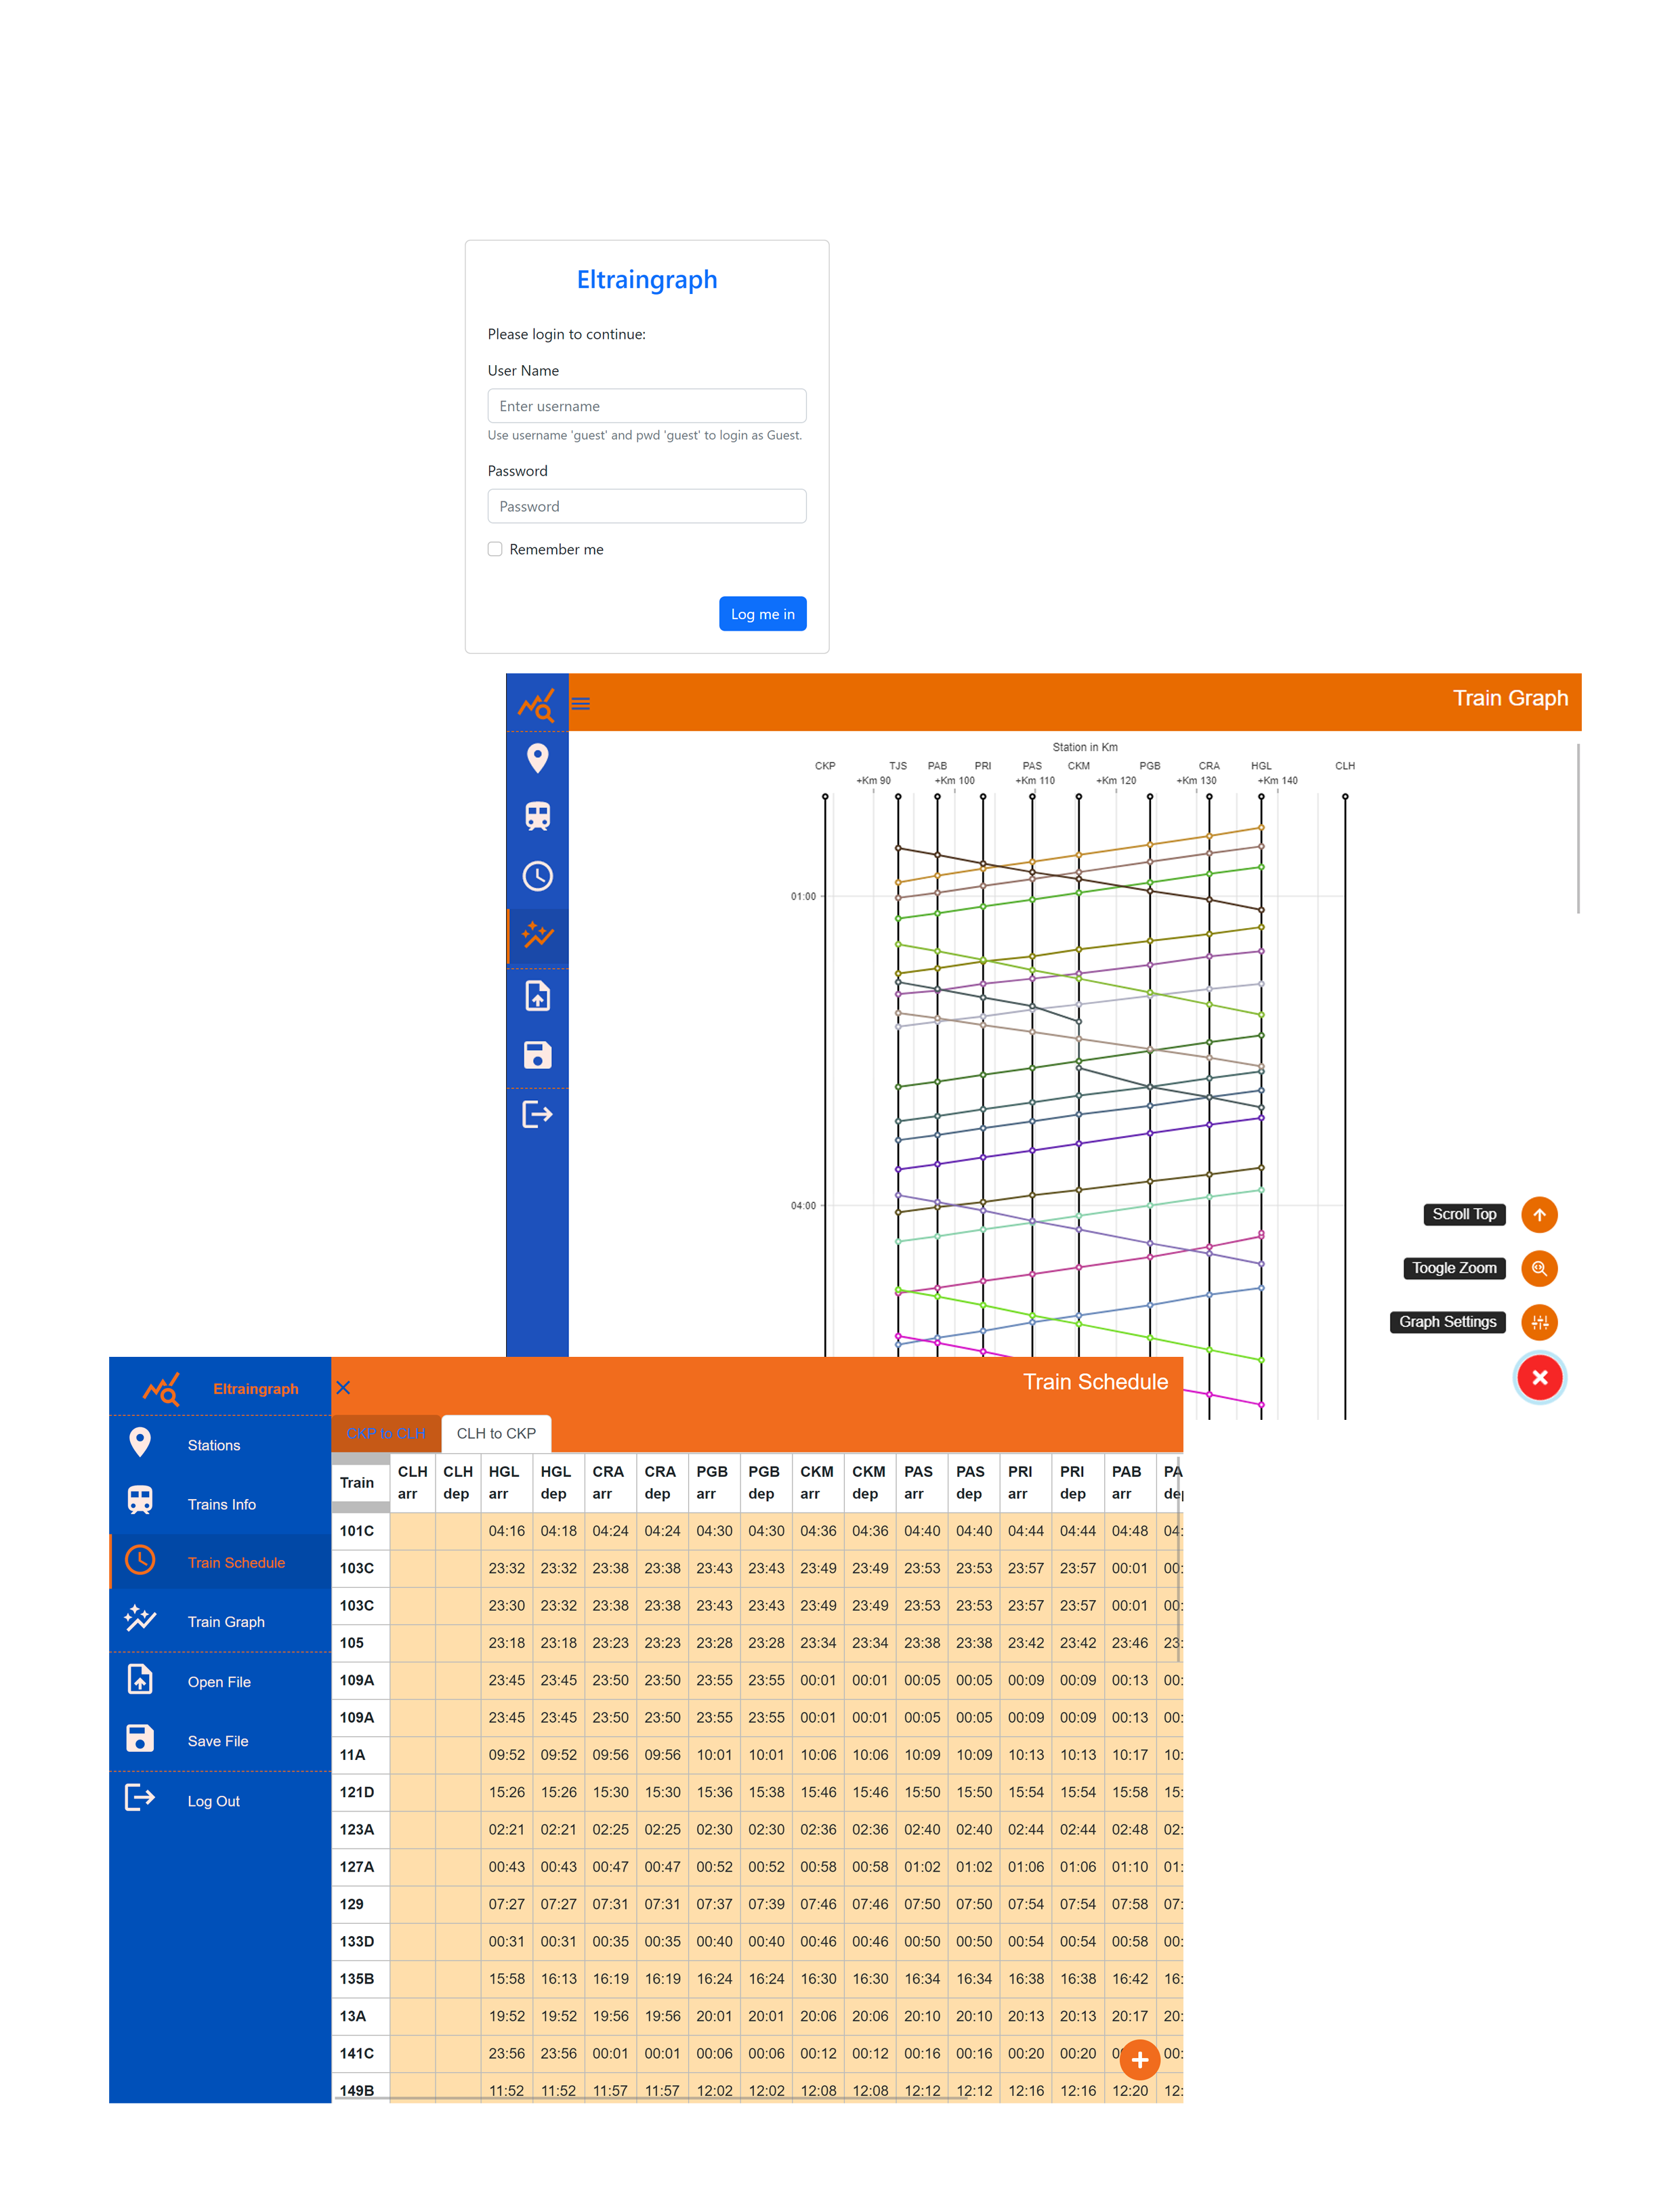 Eltraingraph
Please login to continue:
User Name
Enter username
Use username 'guest' and pwd 'guest' to login as Guest.
Password
Password
Remember me
Log me in
Train Graph
Station in Km
CKP TJS PAB PRI PAS CKM PGB CRA HGL CLH
+Km 90 +Km 100 +Km 110 +Km 120 +Km 130 +Km 140
01:00
04:00
Scroll Top
Toogle Zoom
Graph Settings
Eltraingraph
Stations
Trains Info
Train Schedule
Train Graph
Open File
Save File
Log Out
Train Schedule
CKP to CLH CLH to CKP
Train CLH arr CLH dep HGL arr HGL dep CRA arr CRA dep PGB arr PGB dep CKM arr CKM dep PAS arr PAS dep PRI arr PRI dep PAB arr
101C 04:16 04:18 04:24 04:24 04:30 04:30 04:36 04:36 04:40 04:40 04:44 04:44 04:48
103C 23:32 23:32 23:38 23:38 23:43 23:43 23:49 23:49 23:53 23:53 23:57 23:57 00:01
103C 23:30 23:32 23:38 23:38 23:43 23:43 23:49 23:49 23:53 23:53 23:57 23:57 00:01
105 23:18 23:18 23:23 23:23 23:28 23:28 23:34 23:34 23:38 23:38 23:42 23:42 23:46
109A 23:45 23:45 23:50 23:50 23:55 23:55 00:01 00:01 00:05 00:05 00:09 00:09 00:13
109A 23:45 23:45 23:50 23:50 23:55 23:55 00:01 00:01 00:05 00:05 00:09 00:09 00:13
11A 09:52 09:52 09:56 09:56 10:01 10:01 10:06 10:06 10:09 10:09 10:13 10:13 10:17
121D 15:26 15:26 15:30 15:30 15:36 15:38 15:46 15:46 15:50 15:50 15:54 15:54 15:58
123A 02:21 02:21 02:25 02:25 02:30 02:30 02:36 02:36 02:40 02:40 02:44 02:44 02:48
127A 00:43 00:43 00:47 00:47 00:52 00:52 00:58 00:58 01:02 01:02 01:06 01:06 01:10
129 07:27 07:27 07:31 07:31 07:37 07:39 07:46 07:46 07:50 07:50 07:54 07:54 07:58
133D 00:31 00:31 00:35 00:35 00:40 00:40 00:46 00:46 00:50 00:50 00:54 00:54 00:58
135B 15:58 16:13 16:19 16:19 16:24 16:24 16:30 16:30 16:34 16:34 16:38 16:38 16:42
13A 19:52 19:52 19:56 19:56 20:01 20:01 20:06 20:06 20:10 20:10 20:13 20:13 20:17
141C 23:56 23:56 00:01 00:01 00:06 00:06 00:12 00:12 00:16 00:16 00:20 00:20
149B 11:52 11:52 11:57 11:57 12:02 12:02 12:08 12:08 12:12 12:12 12:16 12:16 12:20